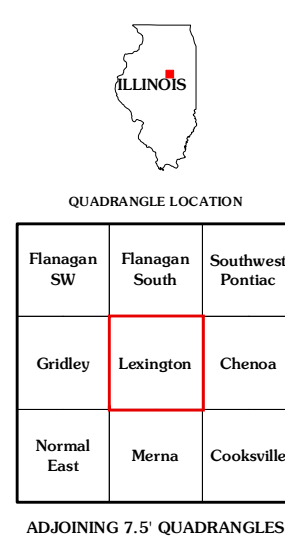 ILLINOIS
QUADRANGLE LOCATION
Flanagan SW
Flanagan South
Southwest Pontiac
Gridley
Lexington
Chenoa
Normal East
Merna
Cooksville
ADJOINING 7.5' QUADRANGLES